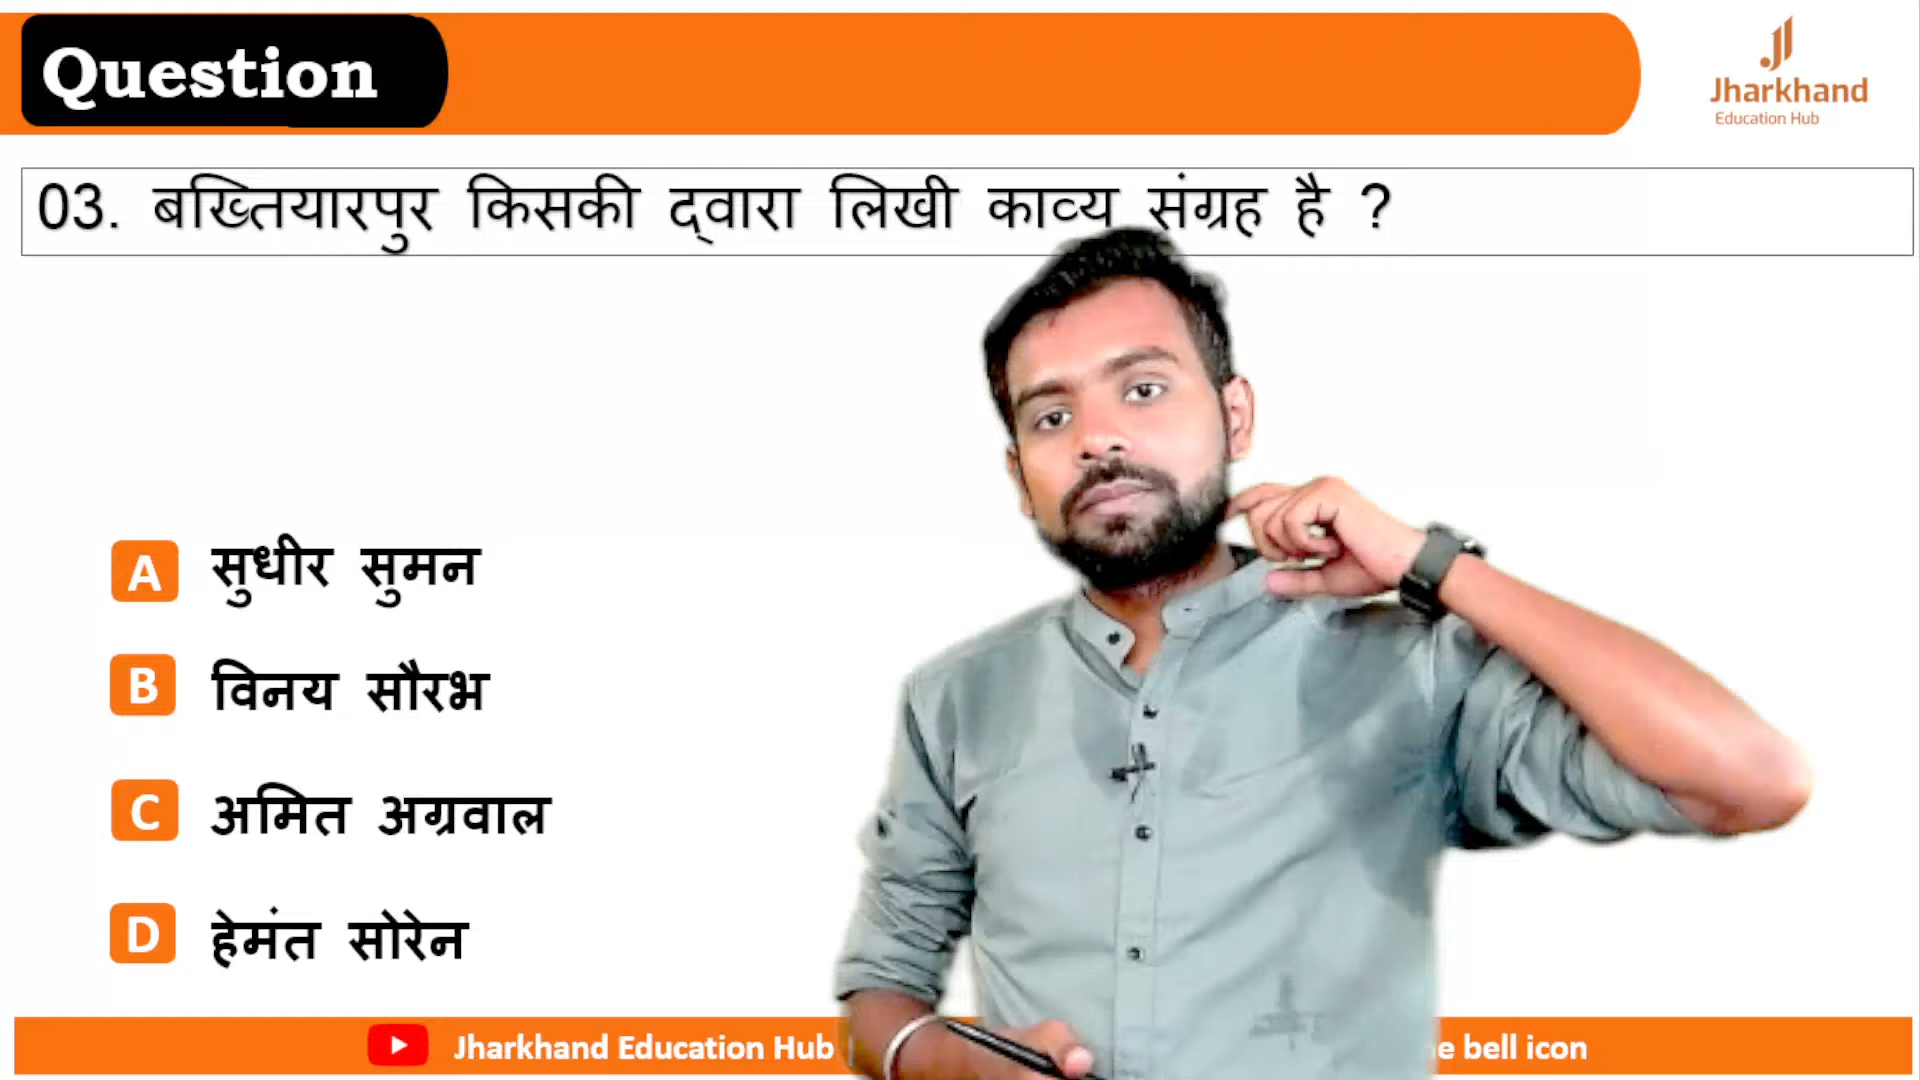 Question
Jharkhand
Education Hub
03. बख्तियारपुर किसकी द्वारा लिखी काव्य संग्रह है ?
A सुधीर सुमन
B विनय सौरभ
C अमित अग्रवाल
D हेमंत सोरेन
Jharkhand Education Hub bell icon